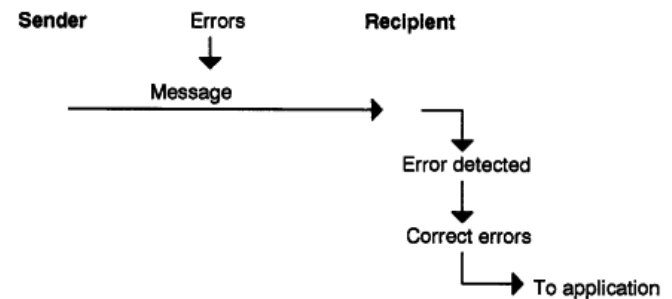 Sender Errors Recipient
Message
Error detected
Correct errors
To application